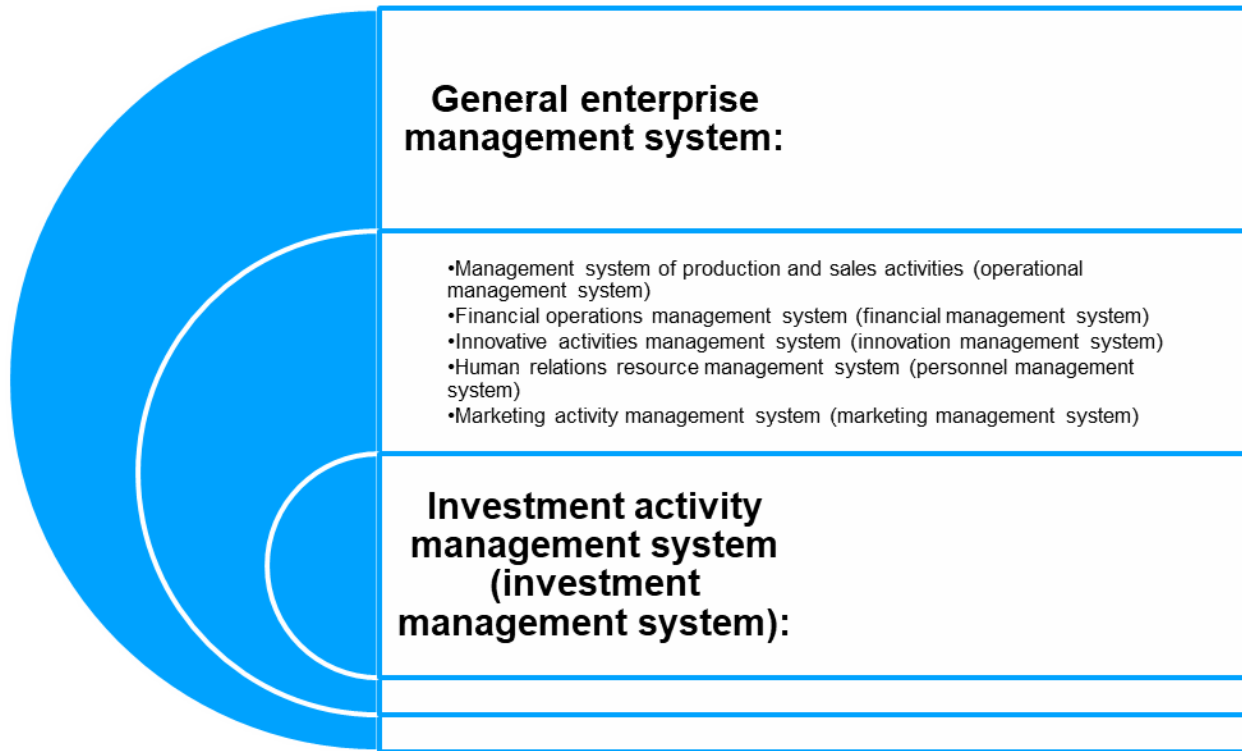 General enterprise
management system:
•Management system of production and sales activities (operational
management system)
•Financial operations management system (financial management system)
•Innovative activities management system (innovation management system)
•Human relations resource management system (personnel management
system)
•Marketing activity management system (marketing management system)
Investment activity
management system
(investment
management system):